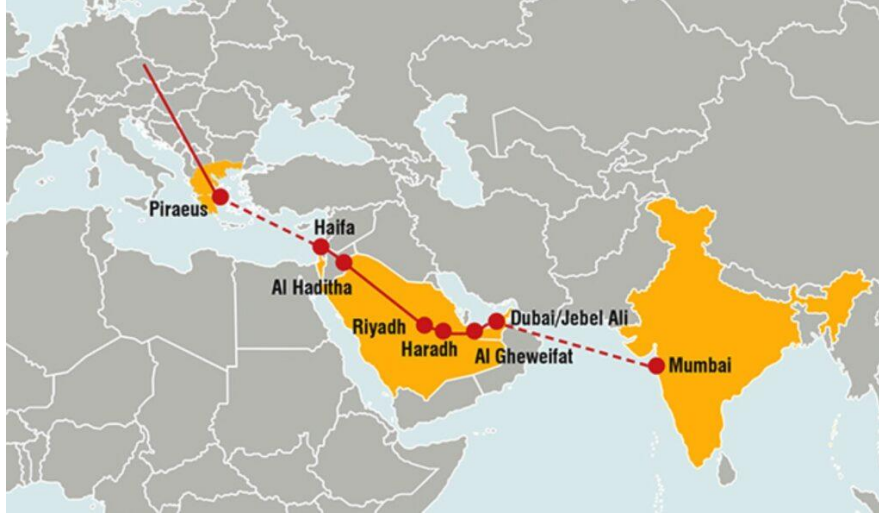 Piraeus
Haifa
Al Haditha
Riyadh
Haradh
Al Gheweifat
Dubai/Jebel Ali
Mumbai